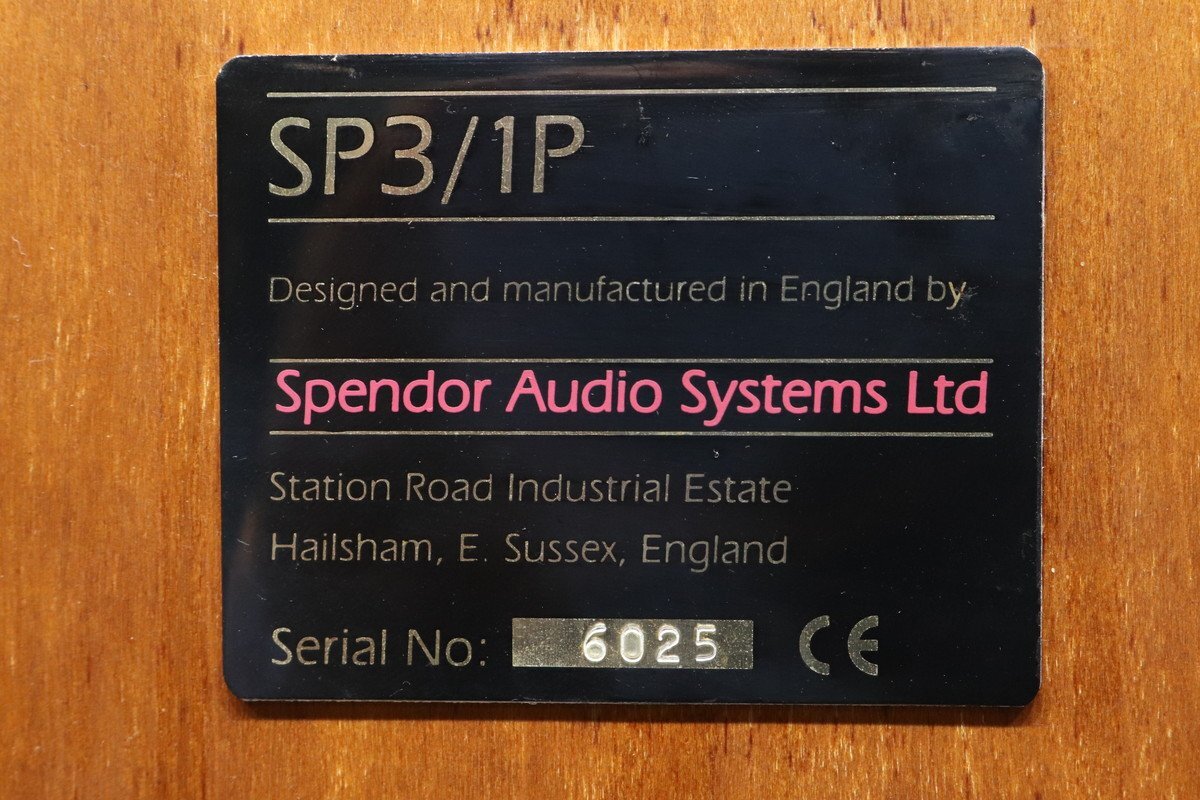 SP3/1P
Designed and manufactured in England by
Spendor Audio Systems Ltd
Station Road Industrial Estate
Hailsham, E. Sussex, England
Serial No: 6025 CE